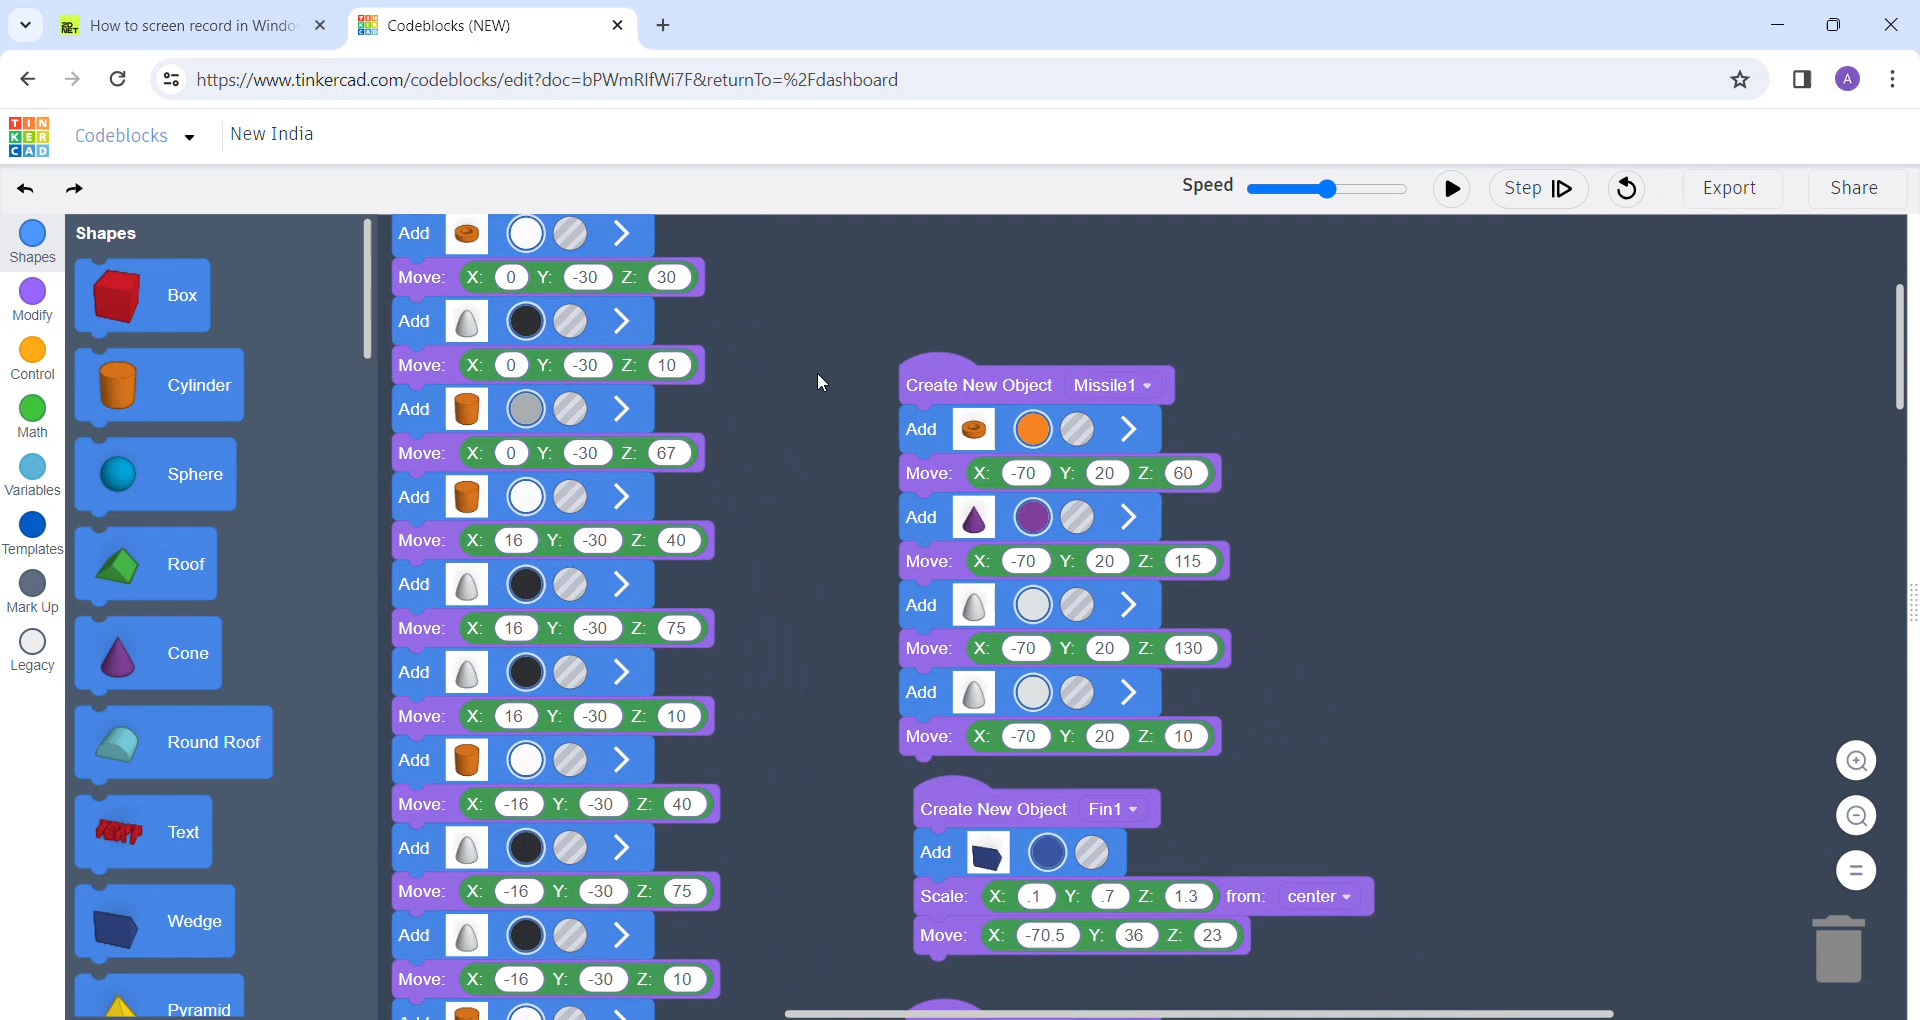 How to screen record in Windo
Codeblocks (NEW)
https://www.tinkercad.com/codeblocks/edit?doc=bPWmRIfWi7F&returnTo=%2Fdashboard
A
TIN
KER
CAD
Codeblocks
New India
Speed
Step
Export
Share
Shapes
Modify
Control
Math
Variables
Templates
Mark Up
Legacy
Shapes
Box
Cylinder
Sphere
Roof
Cone
Round Roof
Text
Wedge
Pyramid
Add
Move: X: 0 Y: -30 Z: 30
Add
Move: X: 0 Y: -30 Z: 10
Add
Move: X: 0 Y: -30 Z: 67
Add
Move: X: 16 Y: -30 Z: 40
Add
Move: X: 16 Y: -30 Z: 75
Add
Move: X: 16 Y: -30 Z: 10
Add
Move: X: -16 Y: -30 Z: 40
Add
Move: X: -16 Y: -30 Z: 75
Add
Move: X: -16 Y: -30 Z: 10
Create New Object Missile1
Add
Move: X: -70 Y: 20 Z: 60
Add
Move: X: -70 Y: 20 Z: 115
Add
Move: X: -70 Y: 20 Z: 130
Add
Move: X: -70 Y: 20 Z: 10
Create New Object Fin1
Add
Scale: X: .1 Y: .7 Z: 1.3 from: center
Move: X: -70.5 Y: 36 Z: 23